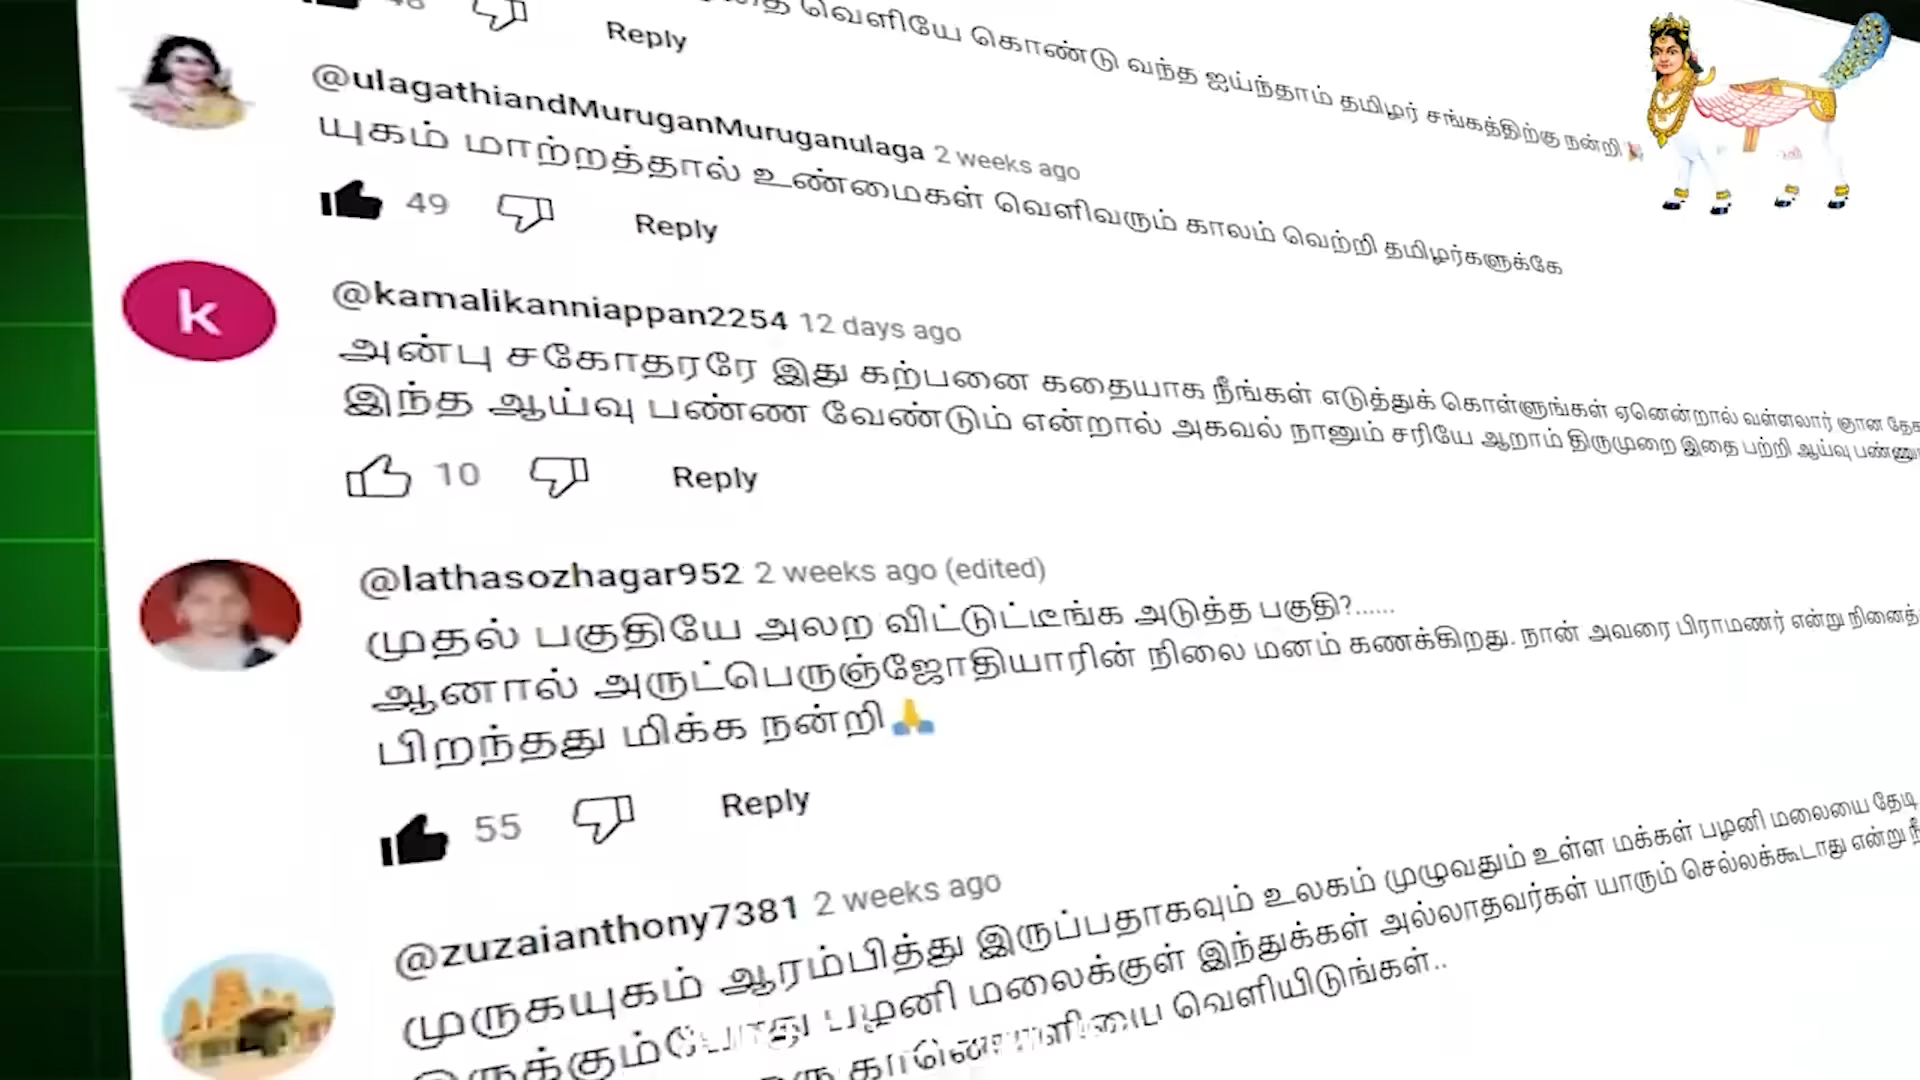 48 Reply
வெளியே கொண்டு வந்த ஐய்ந்தாம் தமிழர் சங்கத்திற்கு நன்றி
@ulagathiandMuruganMuruganulaga 2 weeks ago
யுகம் மாற்றத்தால் உண்மைகள் வெளிவரும் காலம் வெற்றி தமிழர்களுக்கே
49 Reply
k
@kamalikanniappan2254 12 days ago
அன்பு சகோதரரே இது கற்பனை கதையாக நீங்கள் எடுத்துக் கொள்ளுங்கள் ஏனென்றால் வள்ளலார் ஞான
இந்த ஆய்வு பண்ண வேண்டும் என்றால் அகவல் நானும் சரியே ஆறாம் திருமுறை இதை பற்றி ஆய்வு
10 Reply
@lathasozhagar952 2 weeks ago (edited)
முதல் பகுதியே அலற விட்டுட்டீங்க அடுத்த பகுதி?......
ஆனால் அருட்பெருஞ்ஜோதியாரின் நிலை மனம் கணக்கிறது. நான் அவரை பிராமணர் என்று
பிறந்தது மிக்க நன்றி🙏
55 Reply
@zuzaianthony7381 2 weeks ago
முருகயுகம் ஆரம்பித்து இருப்பதாகவும் உலகம் முழுவதும் உள்ள மக்கள் பழனி மலையை தேடி
பழனி மலைக்குள் இந்துக்கள் அல்லாதவர்கள் யாரும் செல்லக்கூடாது என்று
வெளியிடுங்கள்..